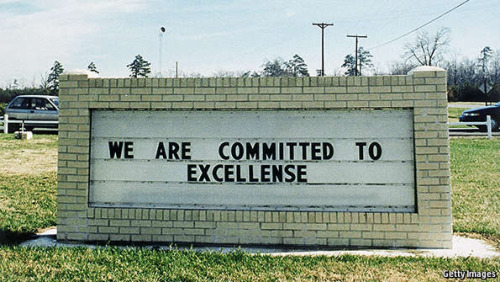 WE ARE COMMITTED TO
EXCELLENSE
Getty Images